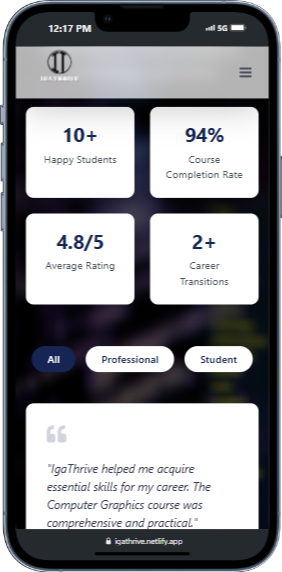 12:17 PM
5G
IGATHRIVE
10+
Happy Students
94%
Course
Completion Rate
4.8/5
Average Rating
2+
Career
Transitions
All
Professional
Student
"IgaThrive helped me acquire
essential skills for my career. The
Computer Graphics course was
comprehensive and practical."
igathrive.netlify.app